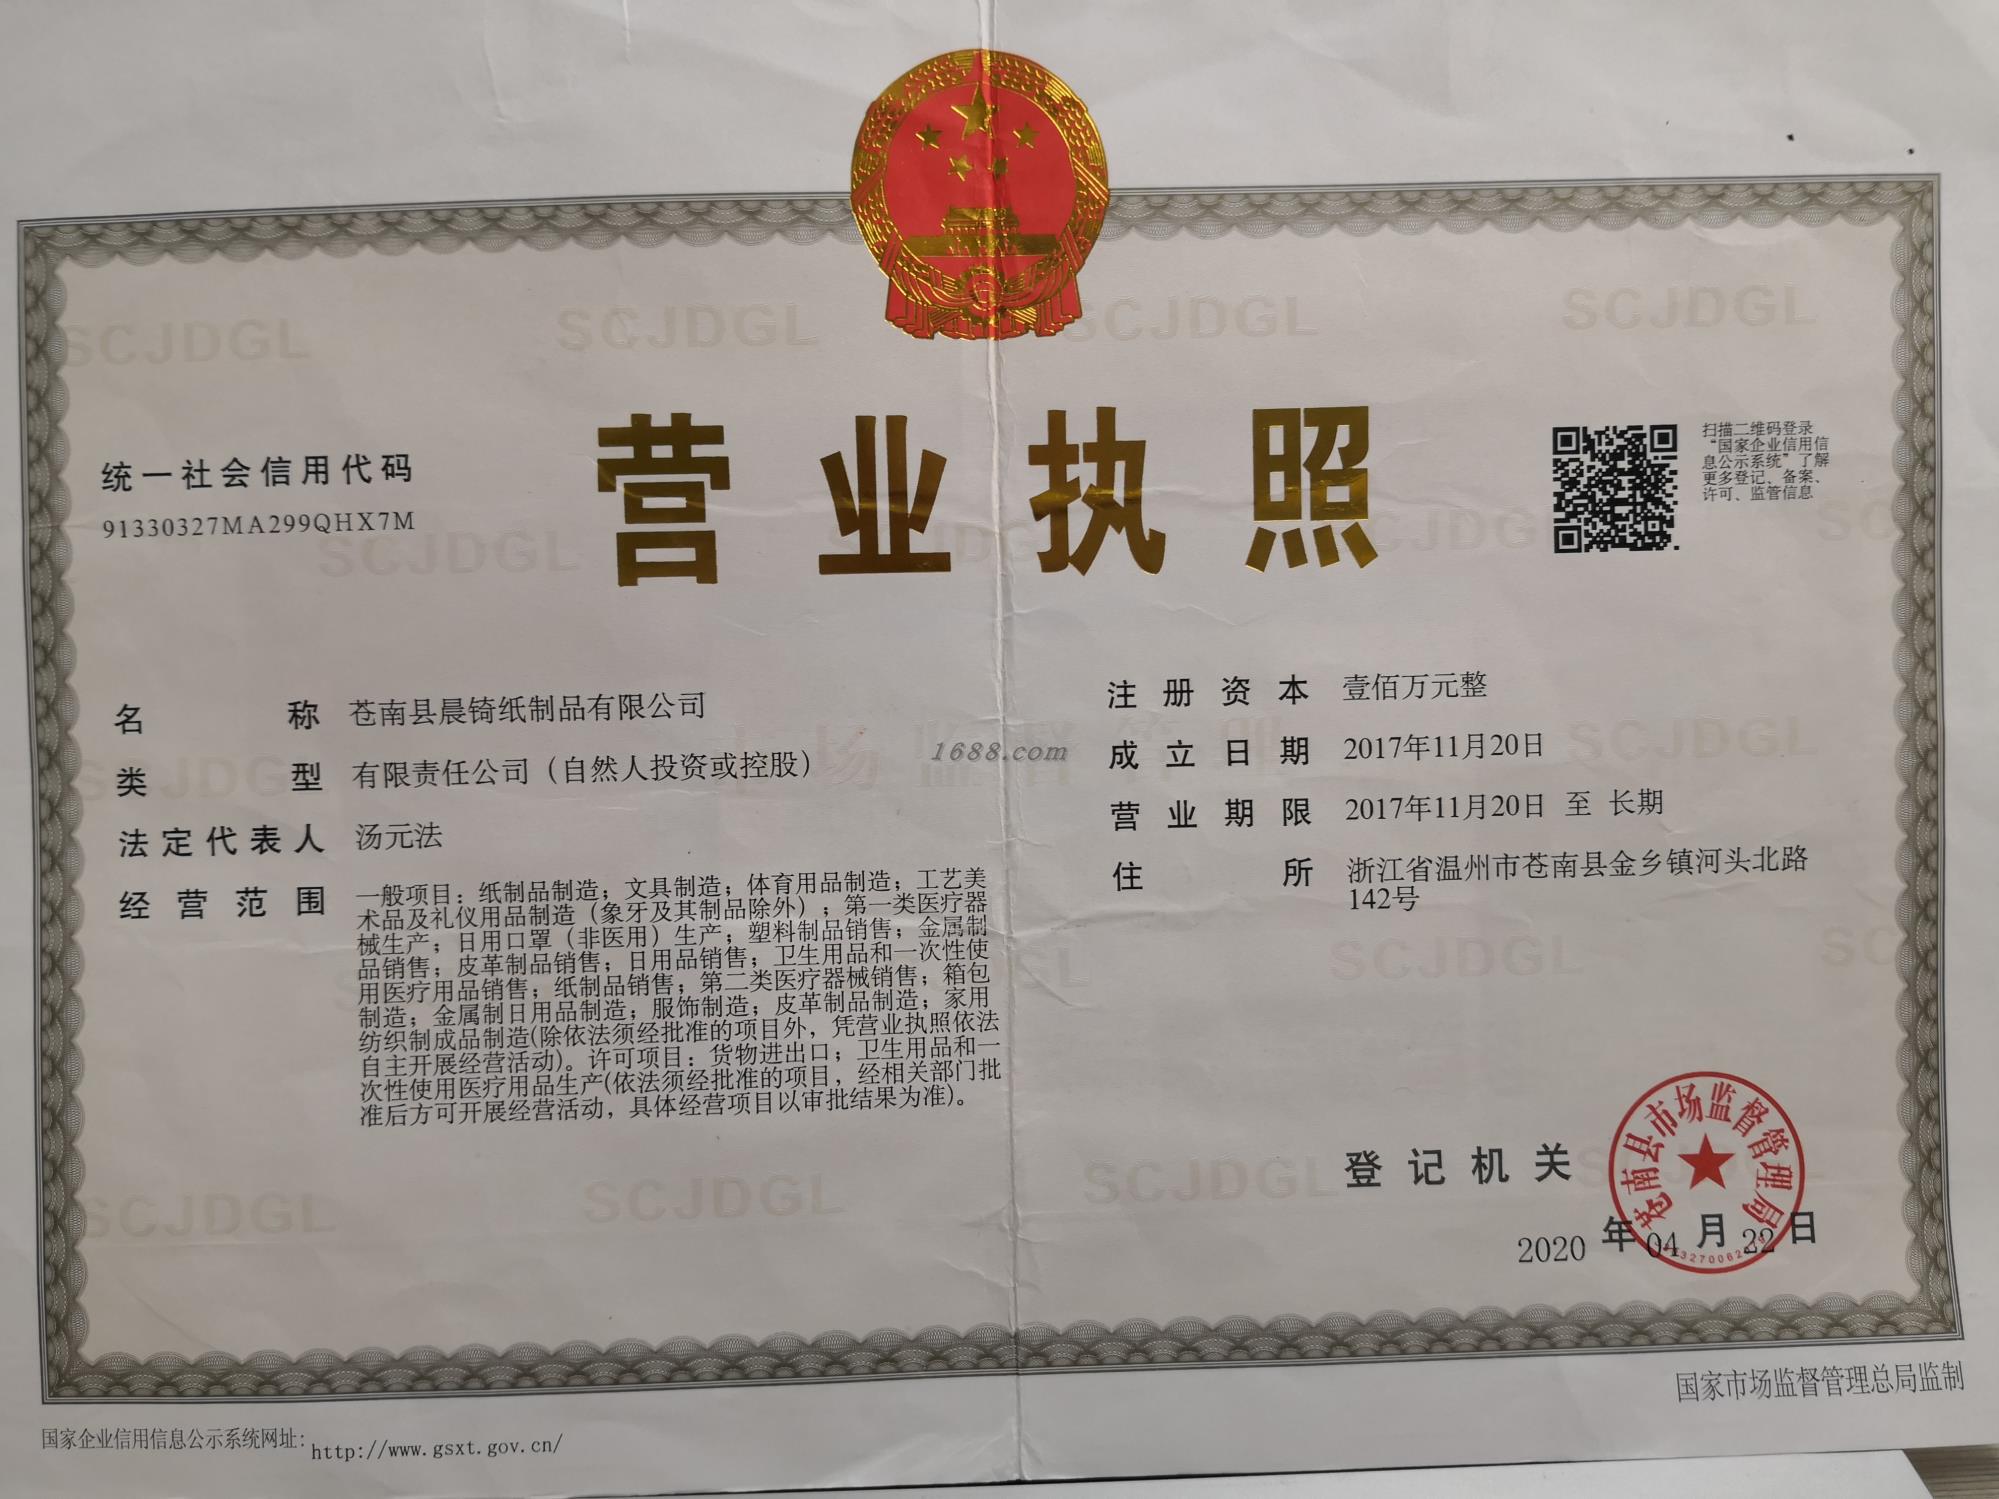 营业执照
统一社会信用代码
91330327MA299QHX7M
扫描二维码登录
“国家企业信用信
息公示系统”了解
更多登记、备案、
许可、监管信息
名称 苍南县晨锜纸制品有限公司
类型 有限责任公司（自然人投资或控股）
法定代表人 汤元法
经营范围 一般项目：纸制品制造；文具制造；体育用品制造；工艺美
术品及礼仪用品制造（象牙及其制品除外）；第一类医疗器
械生产；日用口罩（非医用）生产；塑料制品销售；金属制
品销售；皮革制品销售；日用品销售；卫生用品和一次性使
用医疗用品销售；纸制品销售；第二类医疗器械销售；箱包
制造；金属制日用品制造；服饰制造；皮革制品制造；家用
纺织制成品制造(除依法须经批准的项目外，凭营业执照依法
自主开展经营活动)。许可项目：货物进出口；卫生用品和一
次性使用医疗用品生产(依法须经批准的项目，经相关部门批
准后方可开展经营活动，具体经营项目以审批结果为准)。
注册资本 壹佰万元整
成立日期 2017年11月20日
营业期限 2017年11月20日 至 长期
住所 浙江省温州市苍南县金乡镇河头北路
142号
1688.com
登记机关
苍南县市场监督管理局
2020 年 04 月 22 日
国家企业信用信息公示系统网址：http://www.gsxt.gov.cn/
国家市场监督管理总局监制
SCJDGL